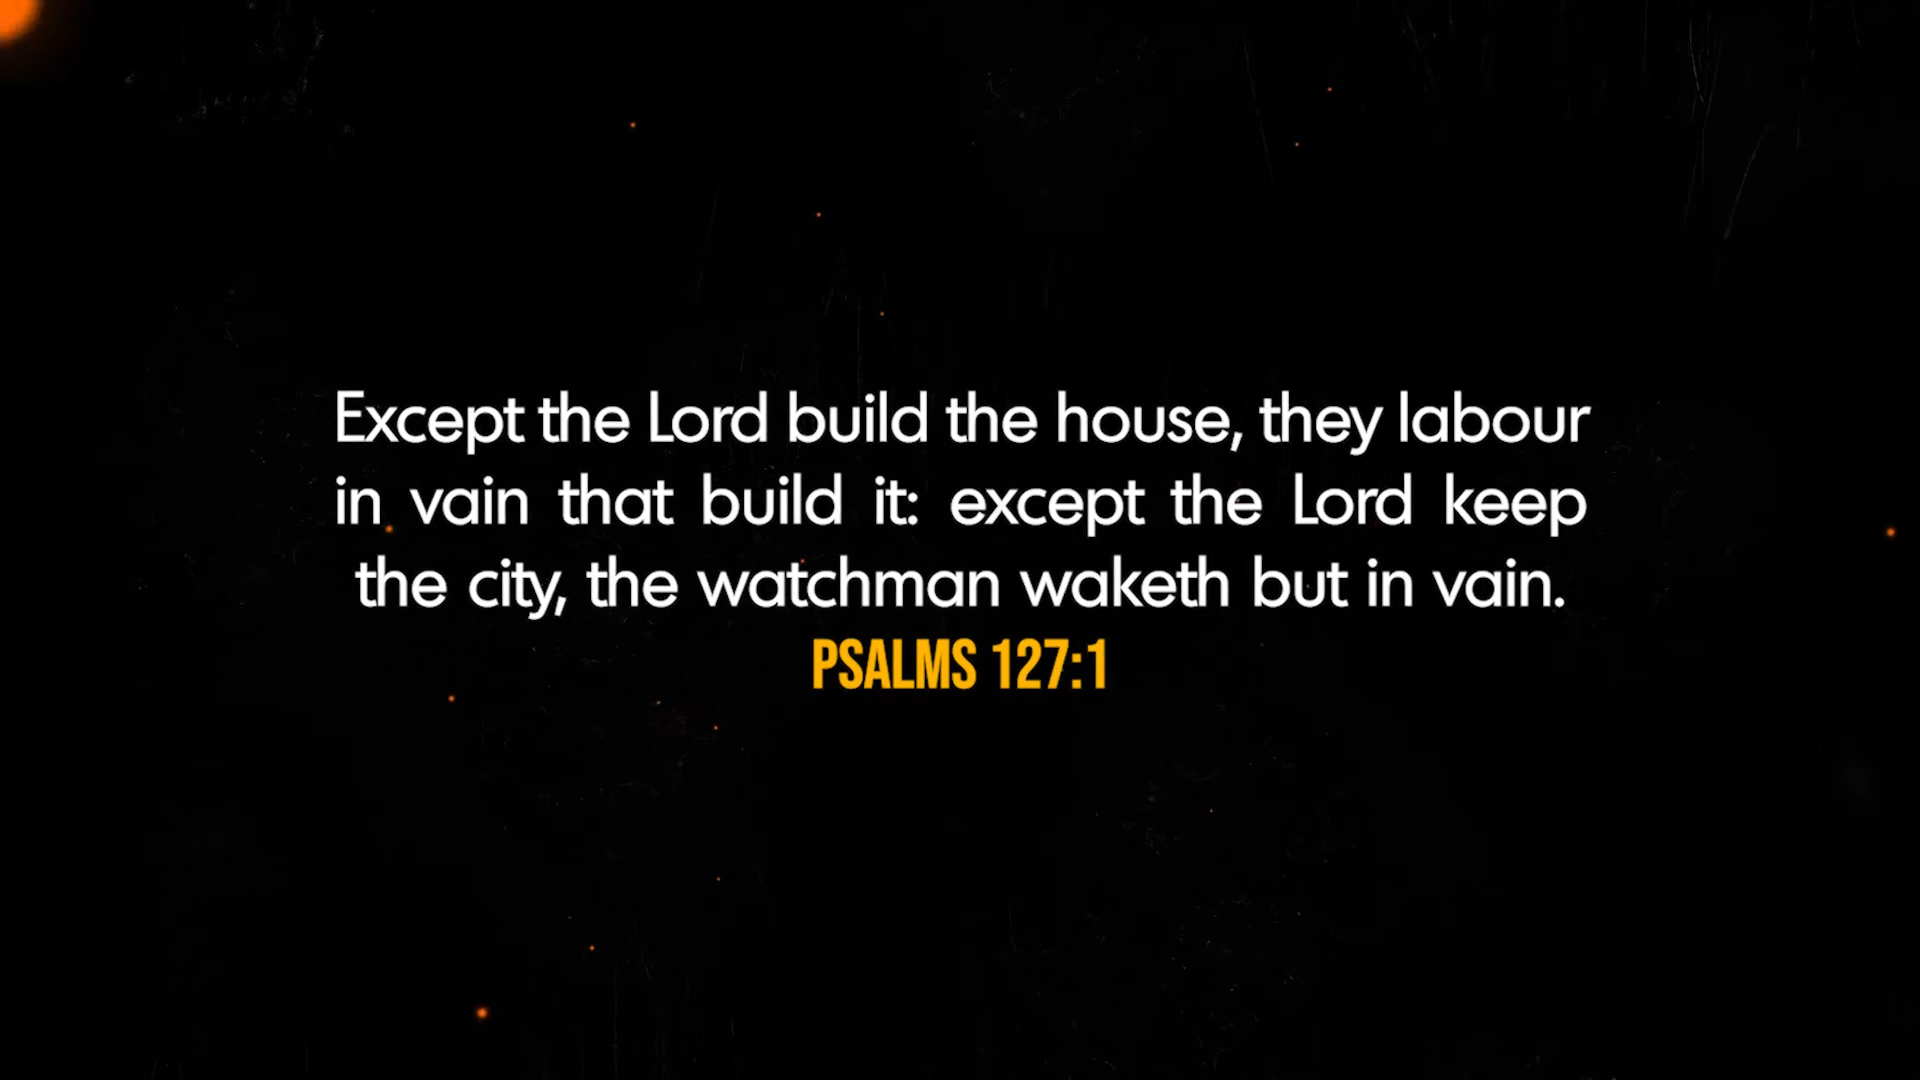 Except the Lord build the house, they labour
in vain that build it: except the Lord keep
the city, the watchman waketh but in vain.
PSALMS 127:1